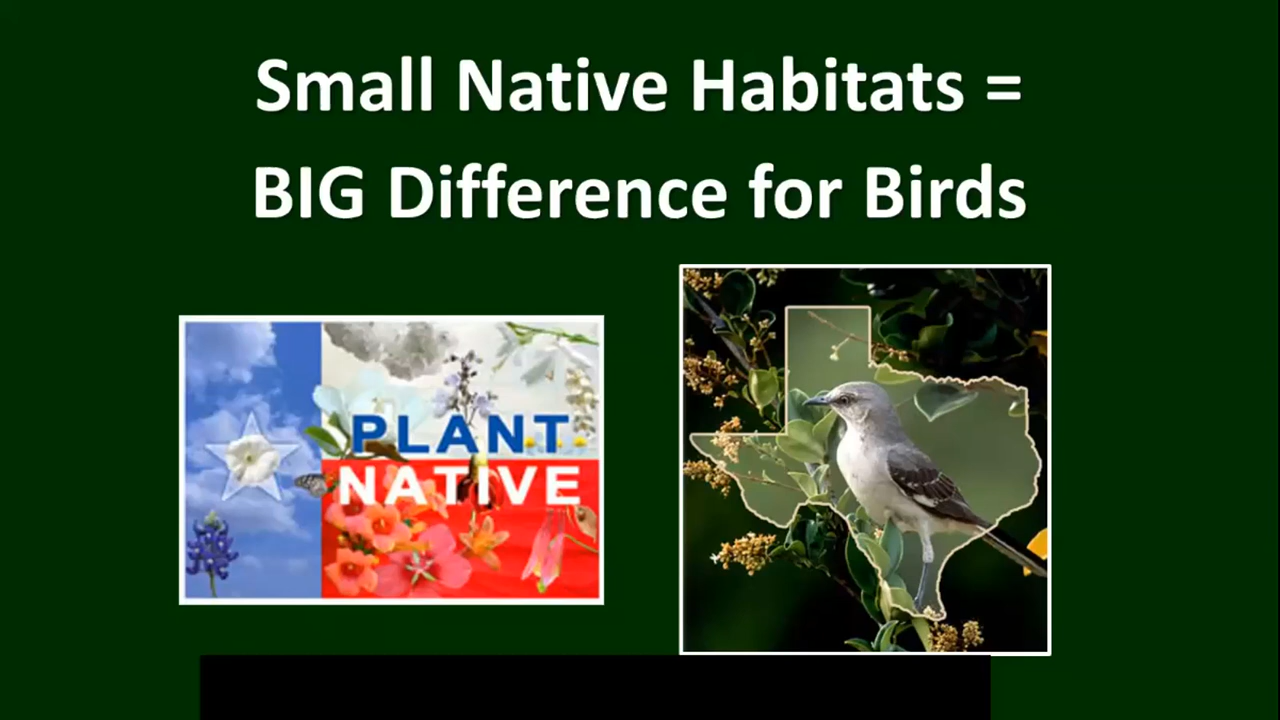 Small Native Habitats =
BIG Difference for Birds
PLANT
NATIVE